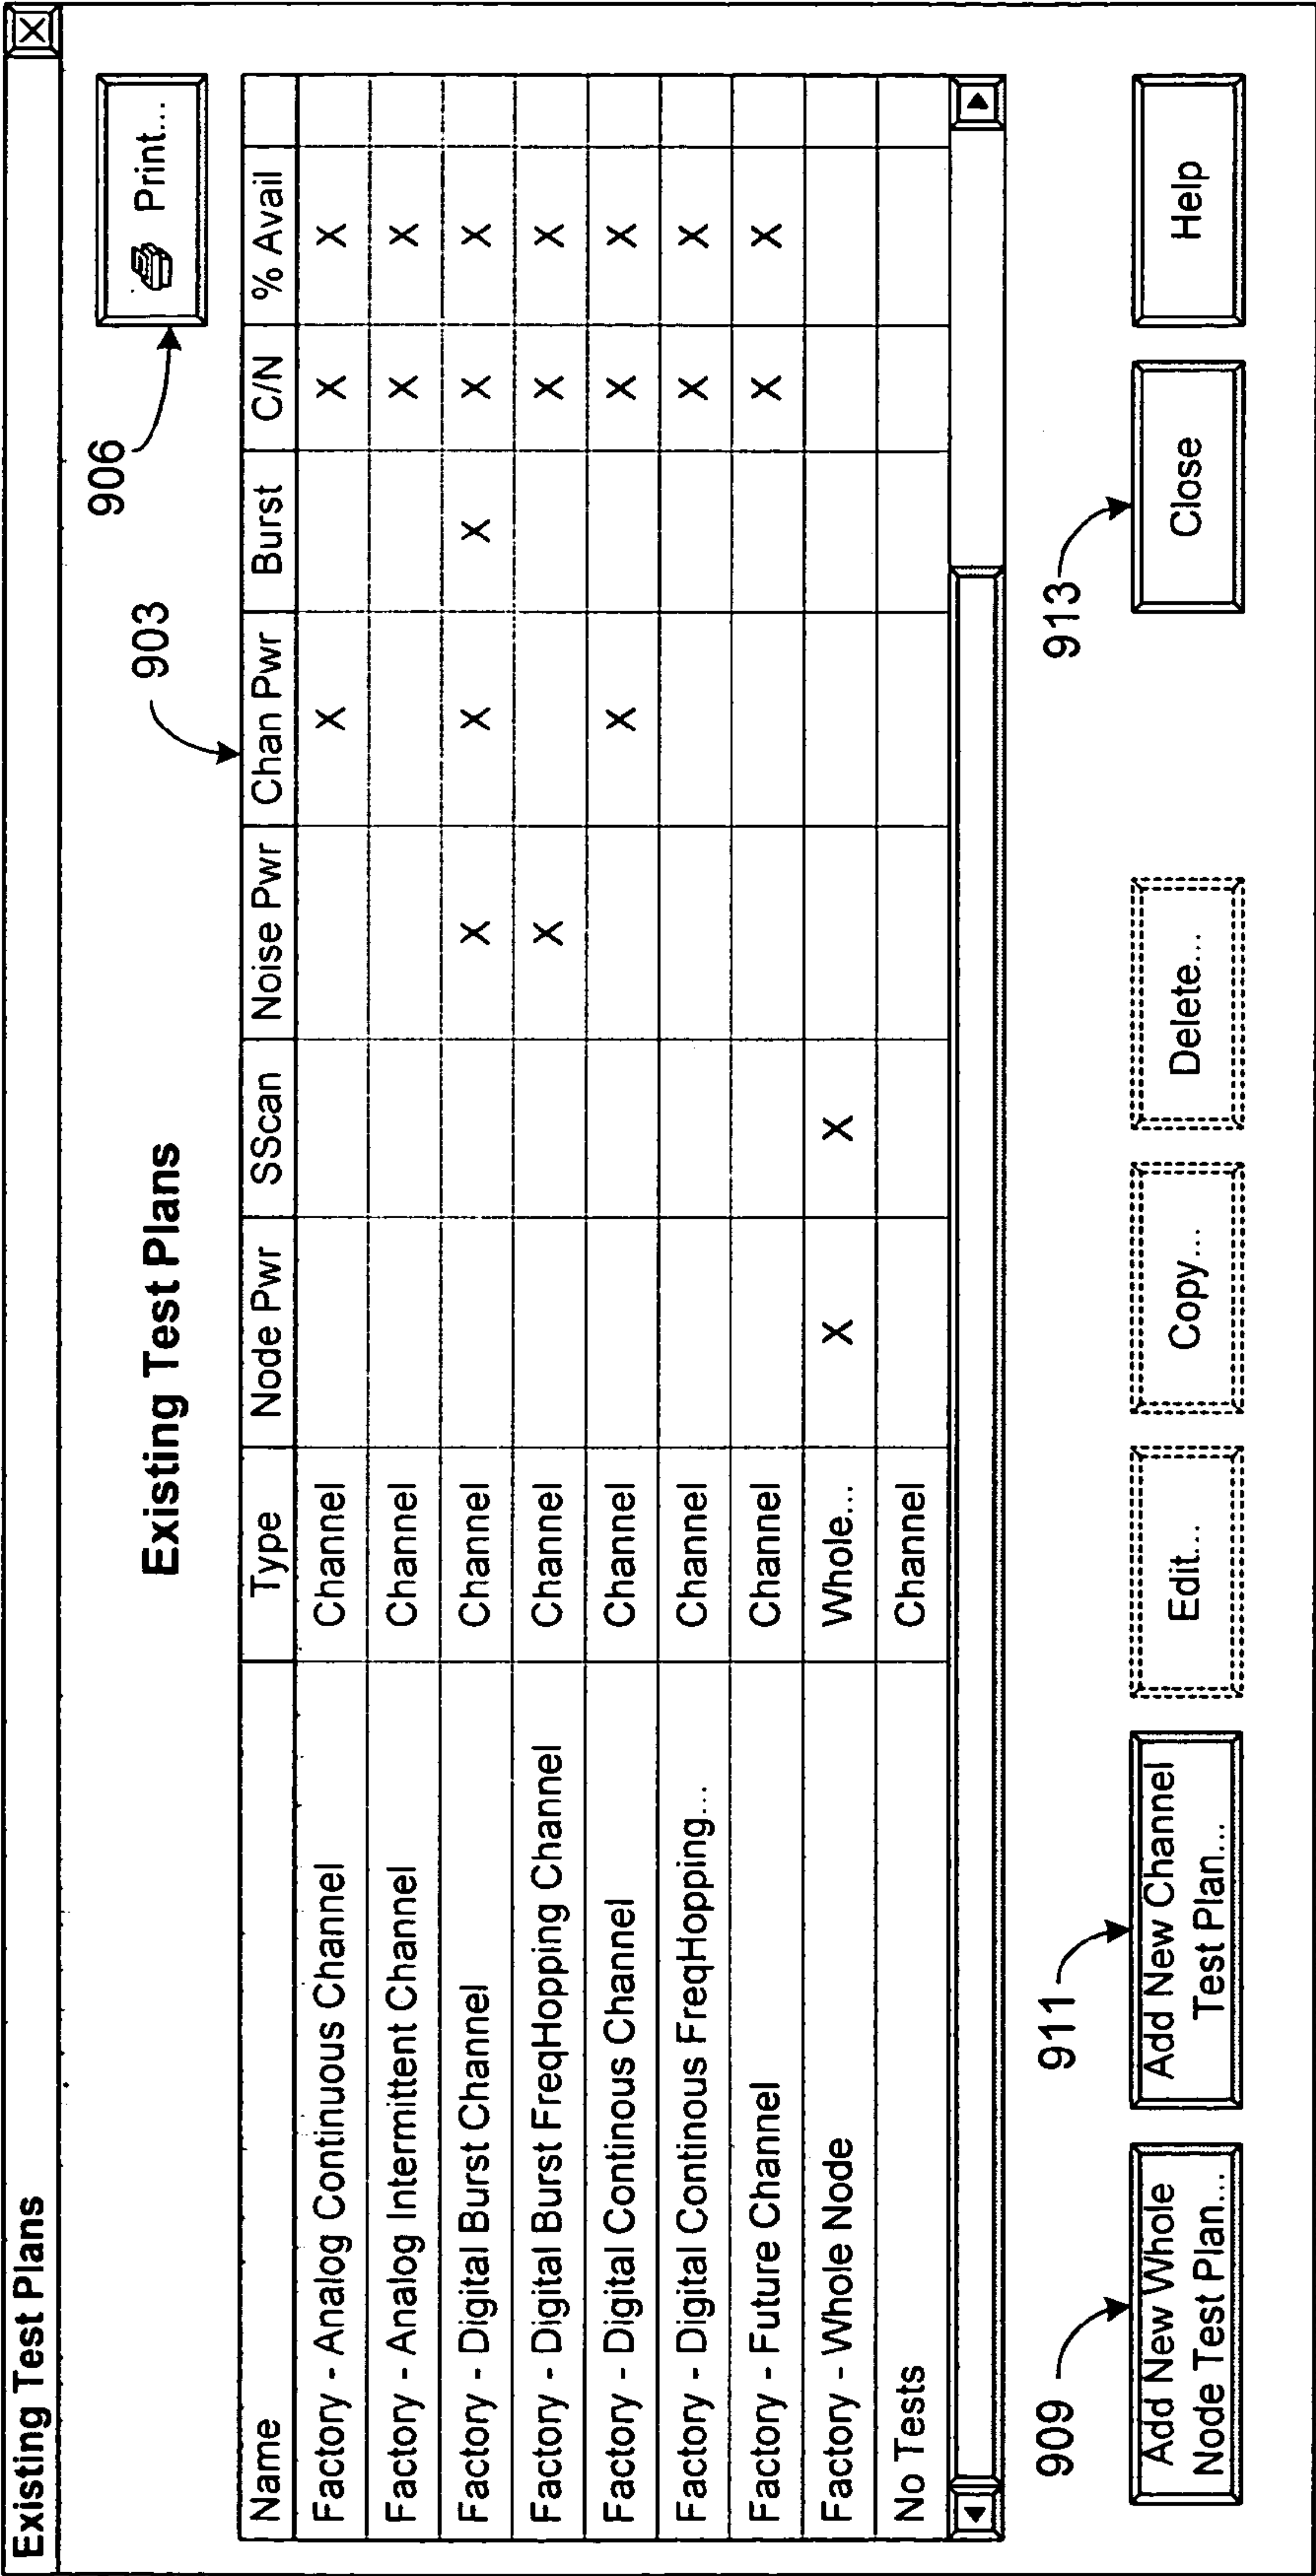 Existing Test Plans
Existing Test Plans
903
906
Print...
Name Type Node Pwr SScan Noise Pwr Chan Pwr Burst C/N % Avail
Factory - Analog Continuous Channel Channel X X X
Factory - Analog Intermittent Channel Channel X X
Factory - Digital Burst Channel Channel X X X X X
Factory - Digital Burst FreqHopping Channel Channel X X X
Factory - Digital Continous Channel Channel X X X
Factory - Digital Continous FreqHopping... Channel X X
Factory - Future Channel Channel X X
Factory - Whole Node Whole... X X
No Tests Channel
909
911
913
Add New Whole
Node Test Plan...
Add New Channel
Test Plan...
Edit...
Copy...
Delete...
Close
Help